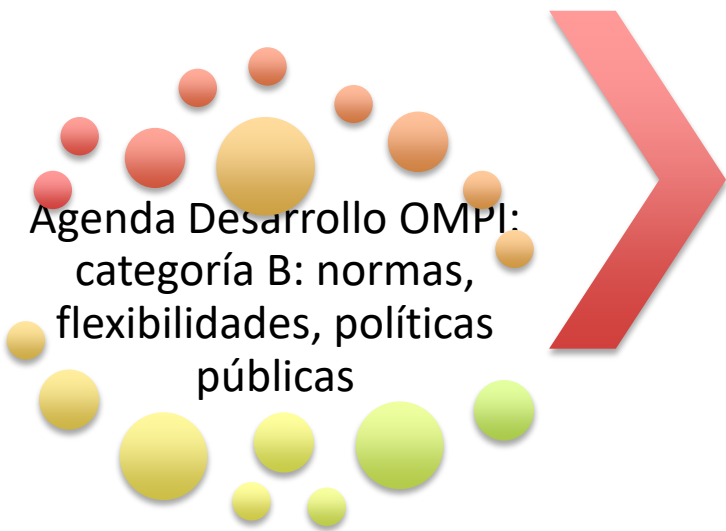 Agenda Desarrollo OMPI:
categoría B: normas,
flexibilidades, políticas
públicas